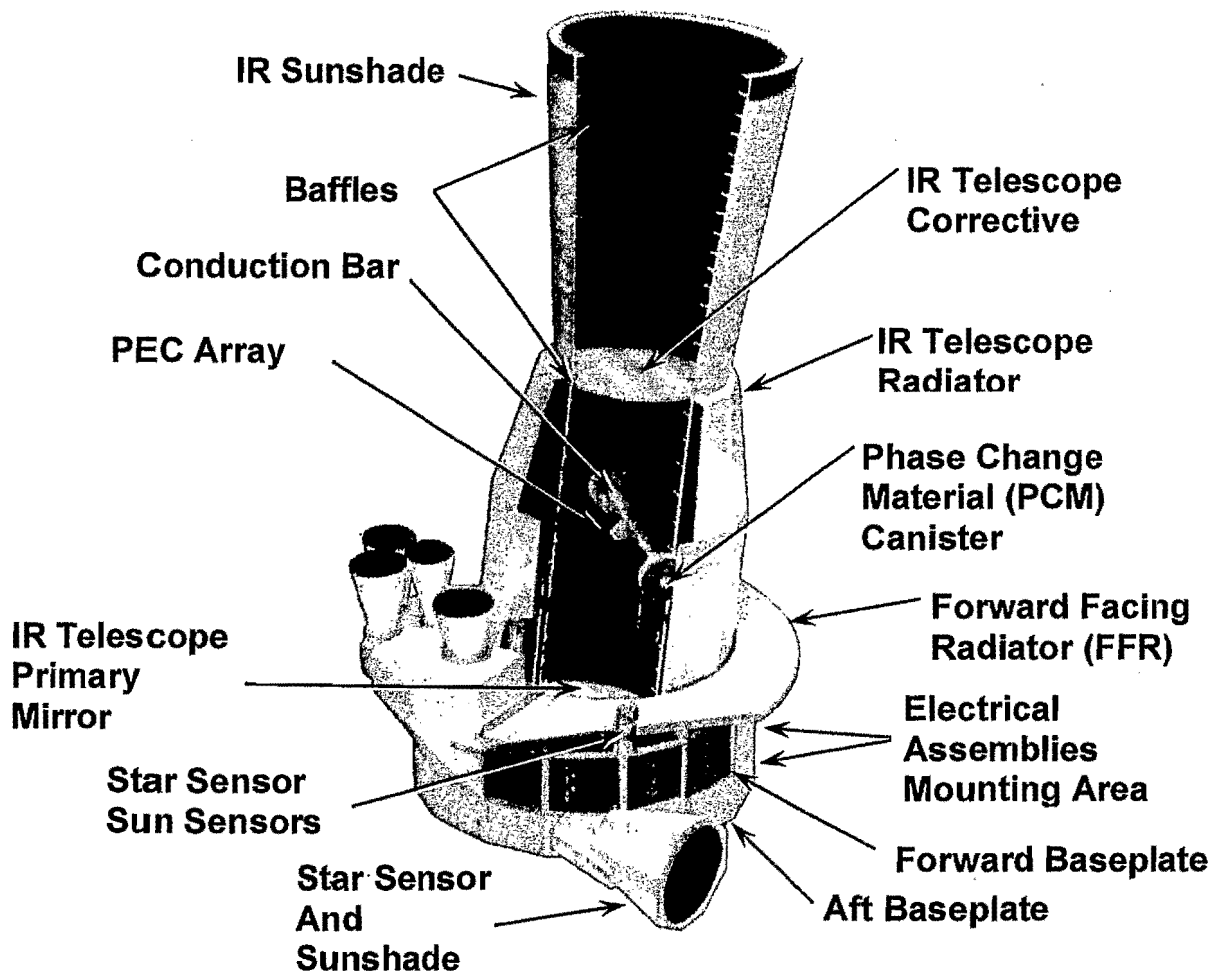 IR Sunshade
Baffles
Conduction Bar
PEC Array
IR Telescope
Primary
Mirror
Star Sensor
Sun Sensors
Star Sensor
And
Sunshade
IR Telescope
Corrective
IR Telescope
Radiator
Phase Change
Material (PCM)
Canister
Forward Facing
Radiator (FFR)
Electrical
Assemblies
Mounting Area
Forward Baseplate
Aft Baseplate